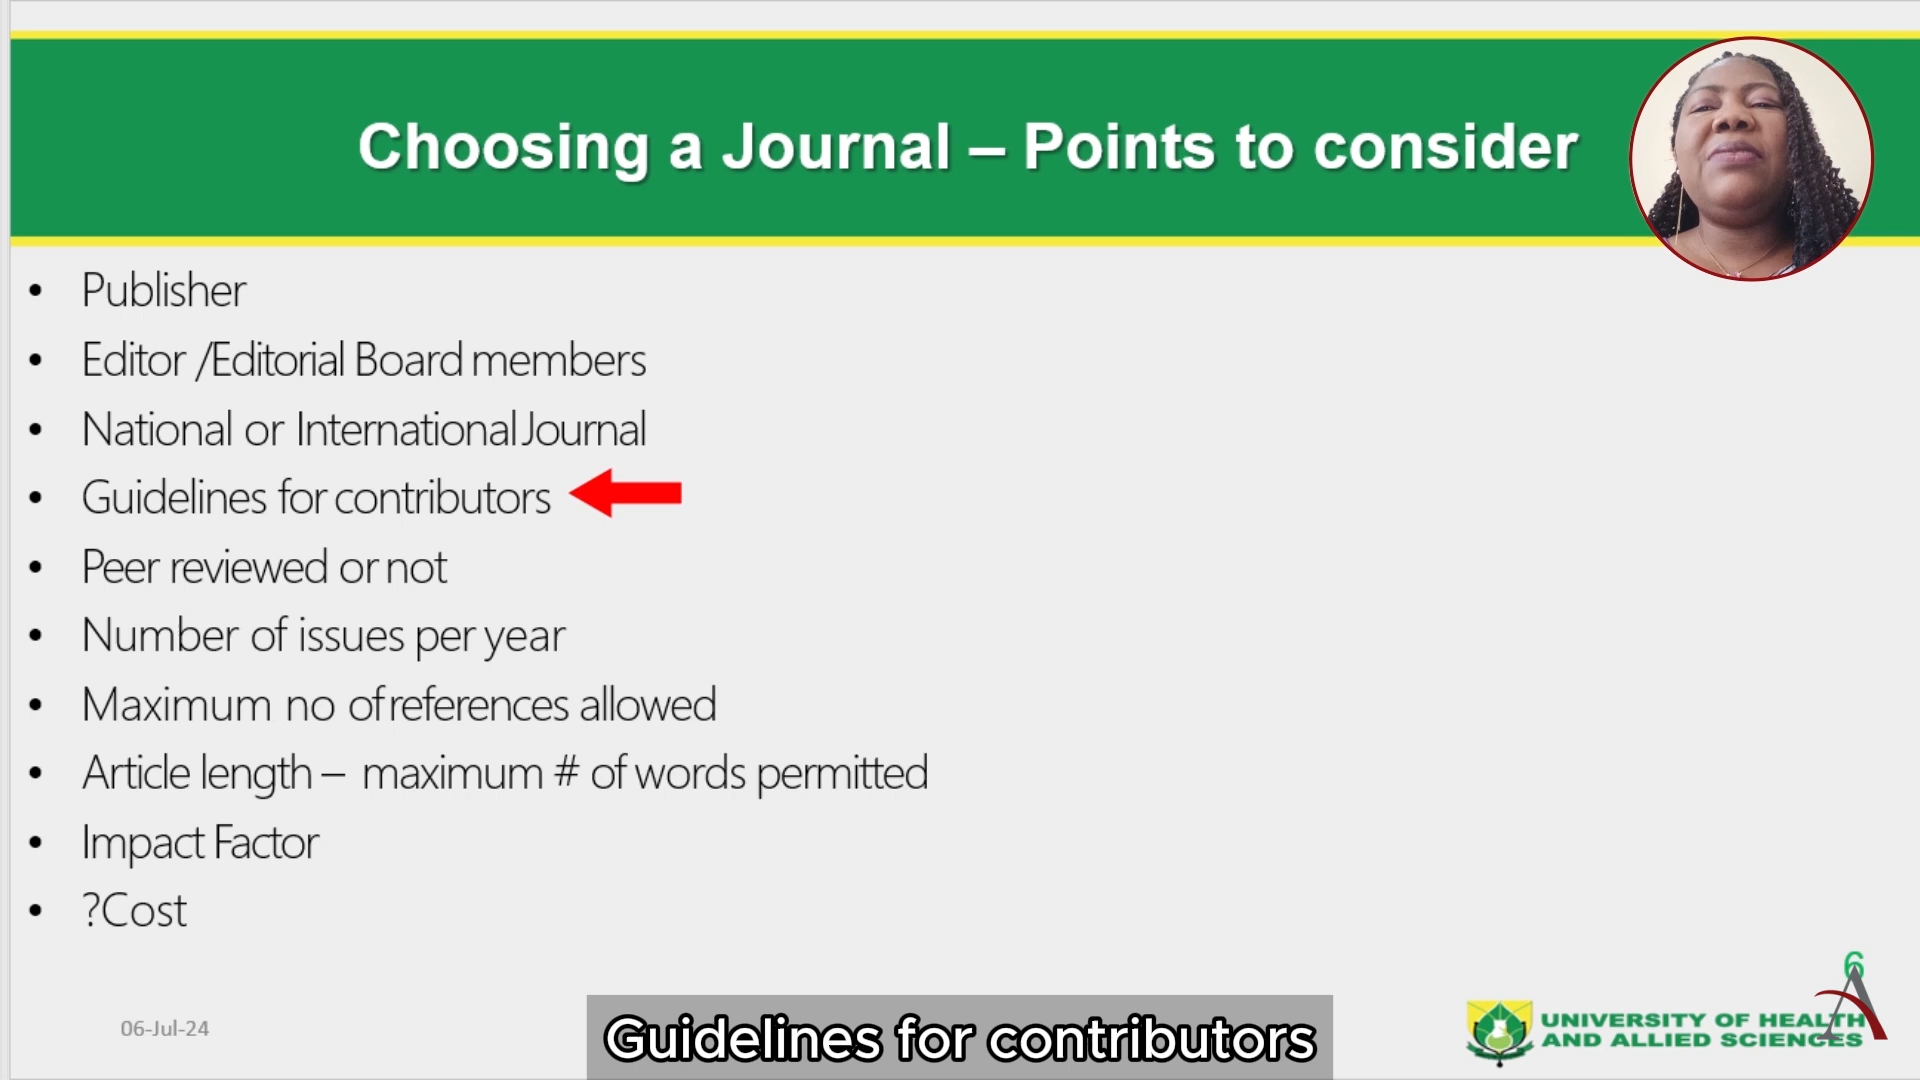 Choosing a Journal – Points to consider
• Publisher
• Editor /Editorial Board members
• National or International Journal
• Guidelines for contributors
• Peer reviewed or not
• Number of issues per year
• Maximum no of references allowed
• Article length – maximum # of words permitted
• Impact Factor
• ?Cost
6
06-Jul-24
Guidelines for contributors
UNIVERSITY OF HEALTH
AND ALLIED SCIENCES